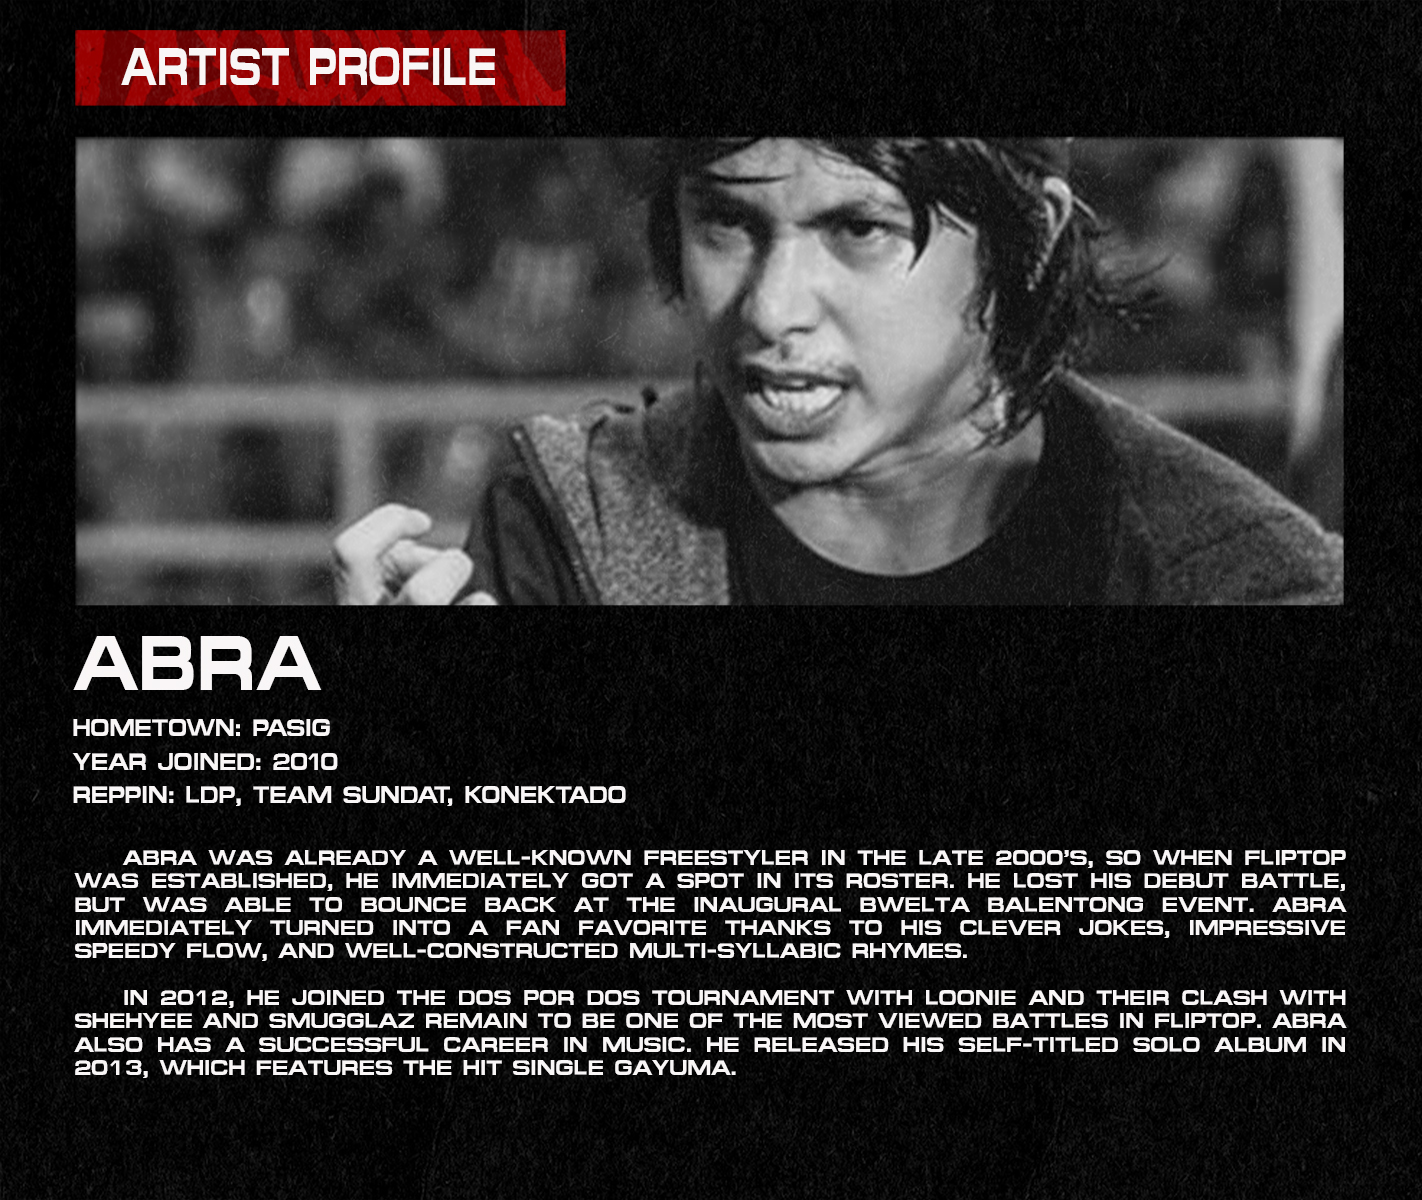 ARTIST PROFILE
ABRA
HOMETOWN: PASIG
YEAR JOINED: 2010
REPPIN: LDP, TEAM SUNDAT, KONEKTADO
ABRA WAS ALREADY A WELL-KNOWN FREESTYLER IN THE LATE 2000'S, SO WHEN FLIPTOP
WAS ESTABLISHED, HE IMMEDIATELY GOT A SPOT IN ITS ROSTER. HE LOST HIS DEBUT BATTLE,
BUT WAS ABLE TO BOUNCE BACK AT THE INAUGURAL BWELTA BALENTONG EVENT. ABRA
IMMEDIATELY TURNED INTO A FAN FAVORITE THANKS TO HIS CLEVER JOKES, IMPRESSIVE
SPEEDY FLOW, AND WELL-CONSTRUCTED MULTI-SYLLABIC RHYMES.
IN 2012, HE JOINED THE DOS POR DOS TOURNAMENT WITH LOONIE AND THEIR CLASH WITH
SHEHYEE AND SMUGGLAZ REMAIN TO BE ONE OF THE MOST VIEWED BATTLES IN FLIPTOP. ABRA
ALSO HAS A SUCCESSFUL CAREER IN MUSIC. HE RELEASED HIS SELF-TITLED SOLO ALBUM IN
2013, WHICH FEATURES THE HIT SINGLE GAYUMA.